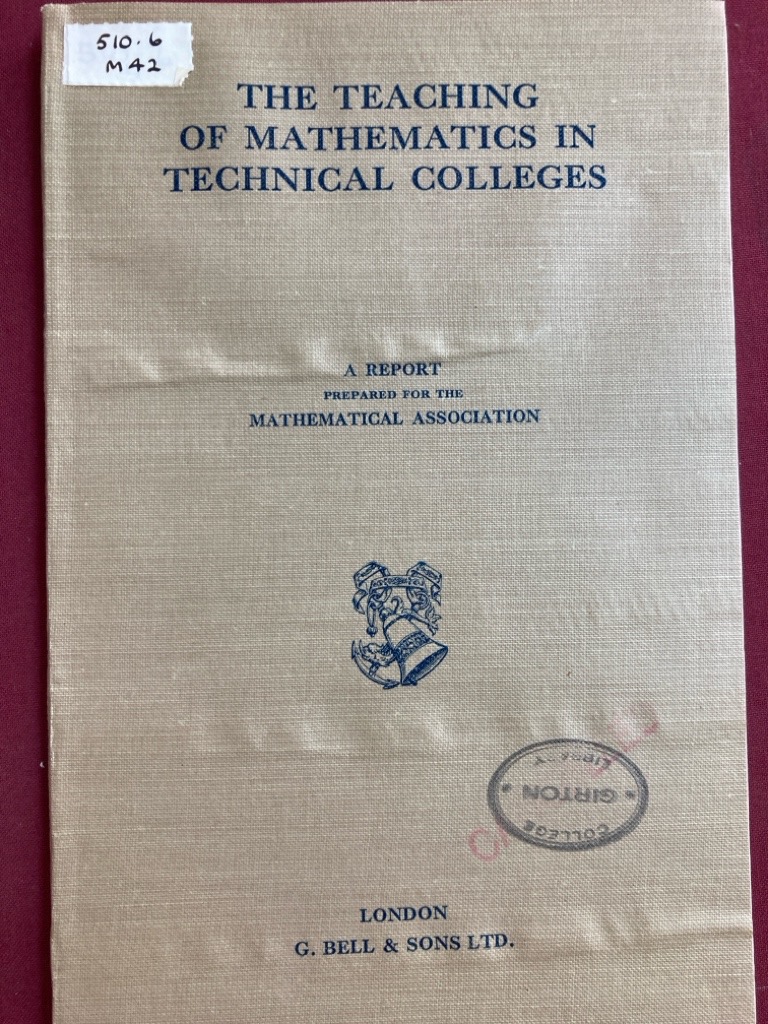 510.6
M42
THE TEACHING
OF MATHEMATICS IN
TECHNICAL COLLEGES
A REPORT
PREPARED FOR THE
MATHEMATICAL ASSOCIATION
COLLEGE
GIRTON
LIBRARY
LONDON
G. BELL & SONS LTD.